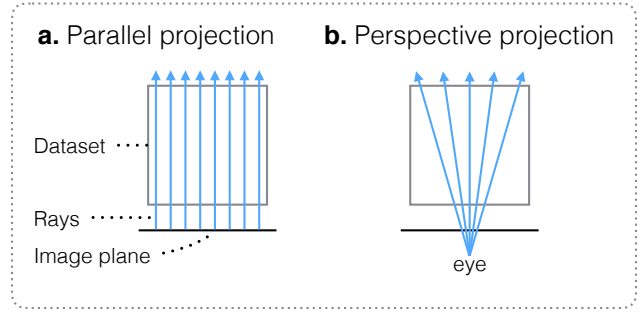 a. Parallel projection
b. Perspective projection
Dataset
Rays
Image plane
eye